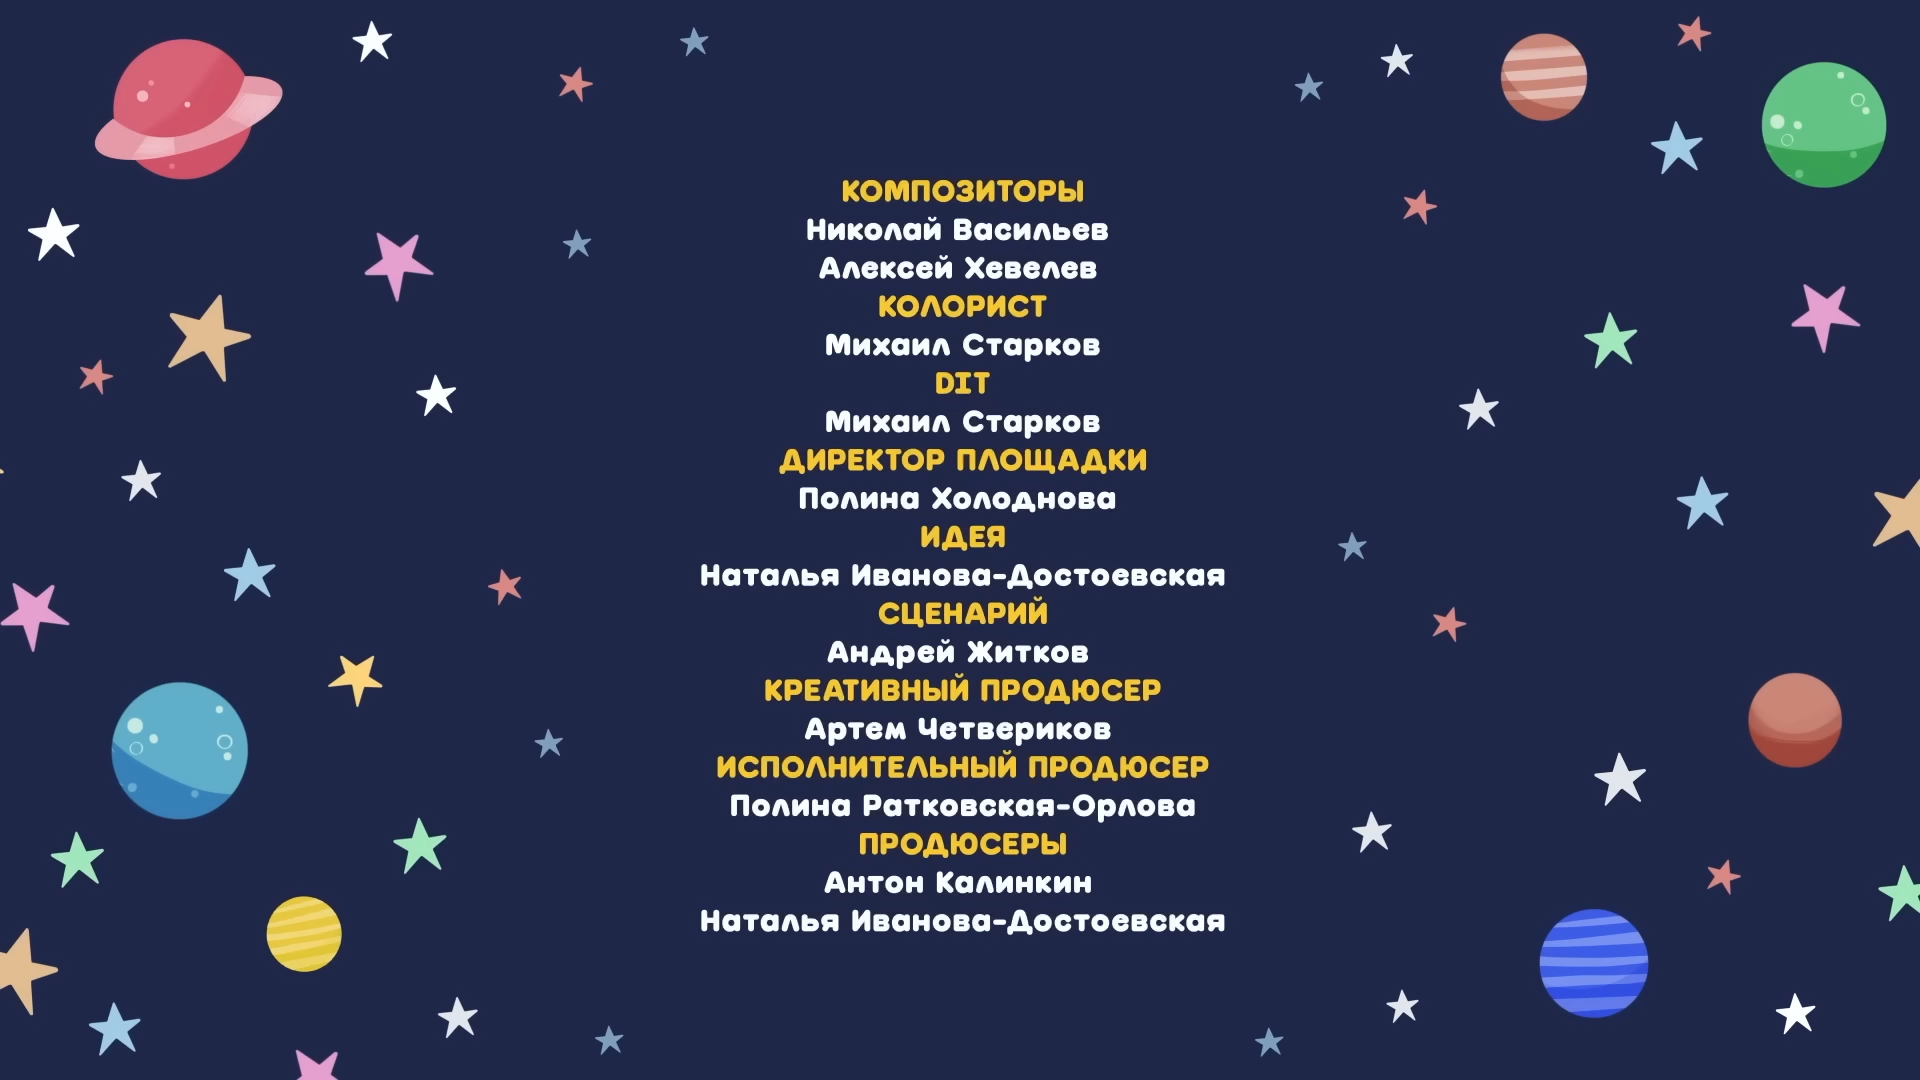 КОМПОЗИТОРЫ
Николай Васильев
Алексей Хевелев
КОЛОРИСТ
Михаил Старков
DIT
Михаил Старков
ДИРЕКТОР ПЛОЩАДКИ
Полина Холоднова
ИДЕЯ
Наталья Иванова-Достоевская
СЦЕНАРИЙ
Андрей Житков
КРЕАТИВНЫЙ ПРОДЮСЕР
Артем Четвериков
ИСПОЛНИТЕЛЬНЫЙ ПРОДЮСЕР
Полина Ратковская-Орлова
ПРОДЮСЕРЫ
Антон Калинкин
Наталья Иванова-Достоевская